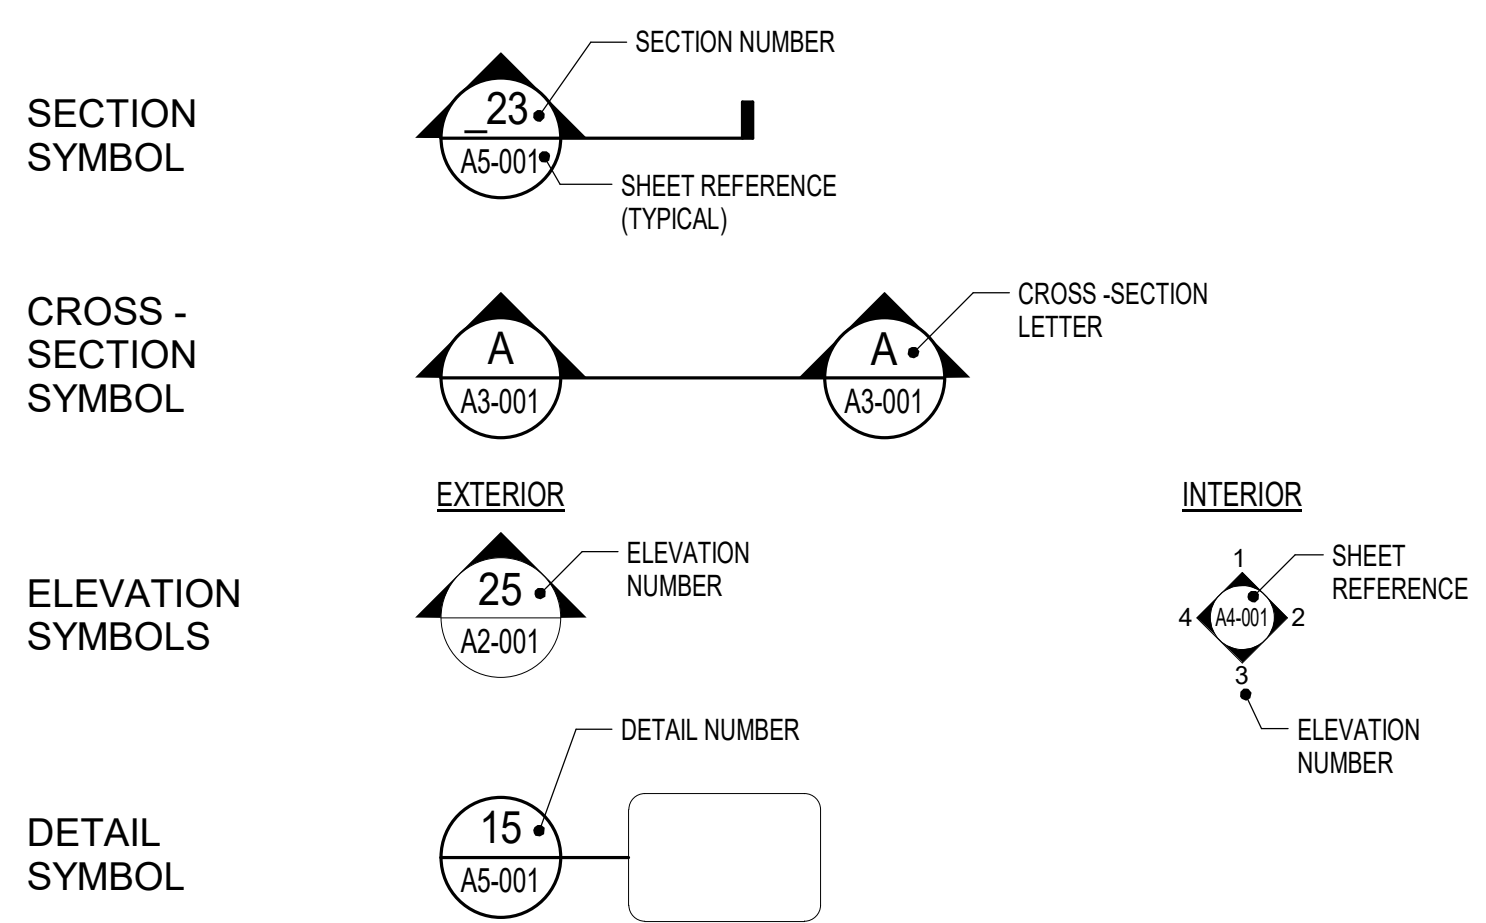 SECTION NUMBER
SECTION
SYMBOL
_23
A5-001
SHEET REFERENCE
(TYPICAL)
CROSS -
SECTION
SYMBOL
A
A3-001
A
A3-001
CROSS -SECTION
LETTER
EXTERIOR
INTERIOR
ELEVATION
SYMBOLS
25
A2-001
ELEVATION
NUMBER
1
SHEET
REFERENCE
4
A4-001
2
3
ELEVATION
NUMBER
DETAIL NUMBER
DETAIL
SYMBOL
15
A5-001